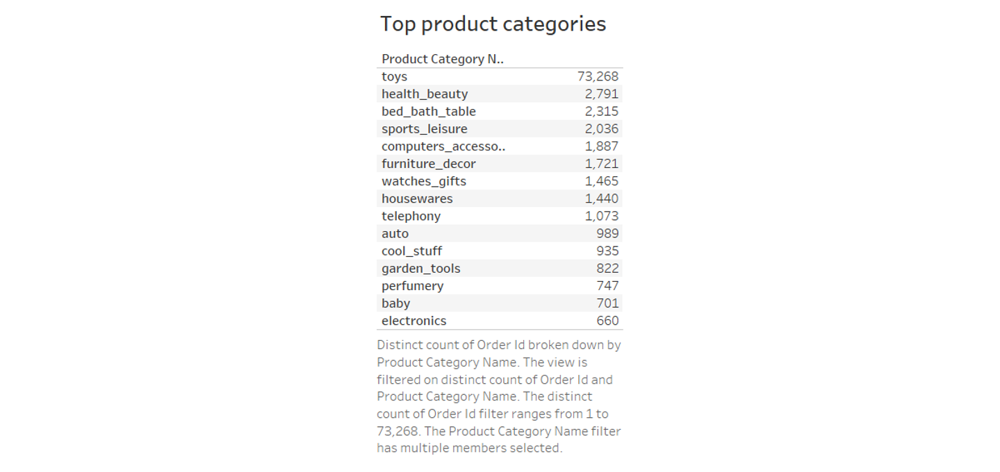 Top product categories
Product Category N..
toys 73,268
health_beauty 2,791
bed_bath_table 2,315
sports_leisure 2,036
computers_accesso.. 1,887
furniture_decor 1,721
watches_gifts 1,465
housewares 1,440
telephony 1,073
auto 989
cool_stuff 935
garden_tools 822
perfumery 747
baby 701
electronics 660
Distinct count of Order Id broken down by
Product Category Name. The view is
filtered on distinct count of Order Id and
Product Category Name. The distinct
count of Order Id filter ranges from 1 to
73,268. The Product Category Name filter
has multiple members selected.